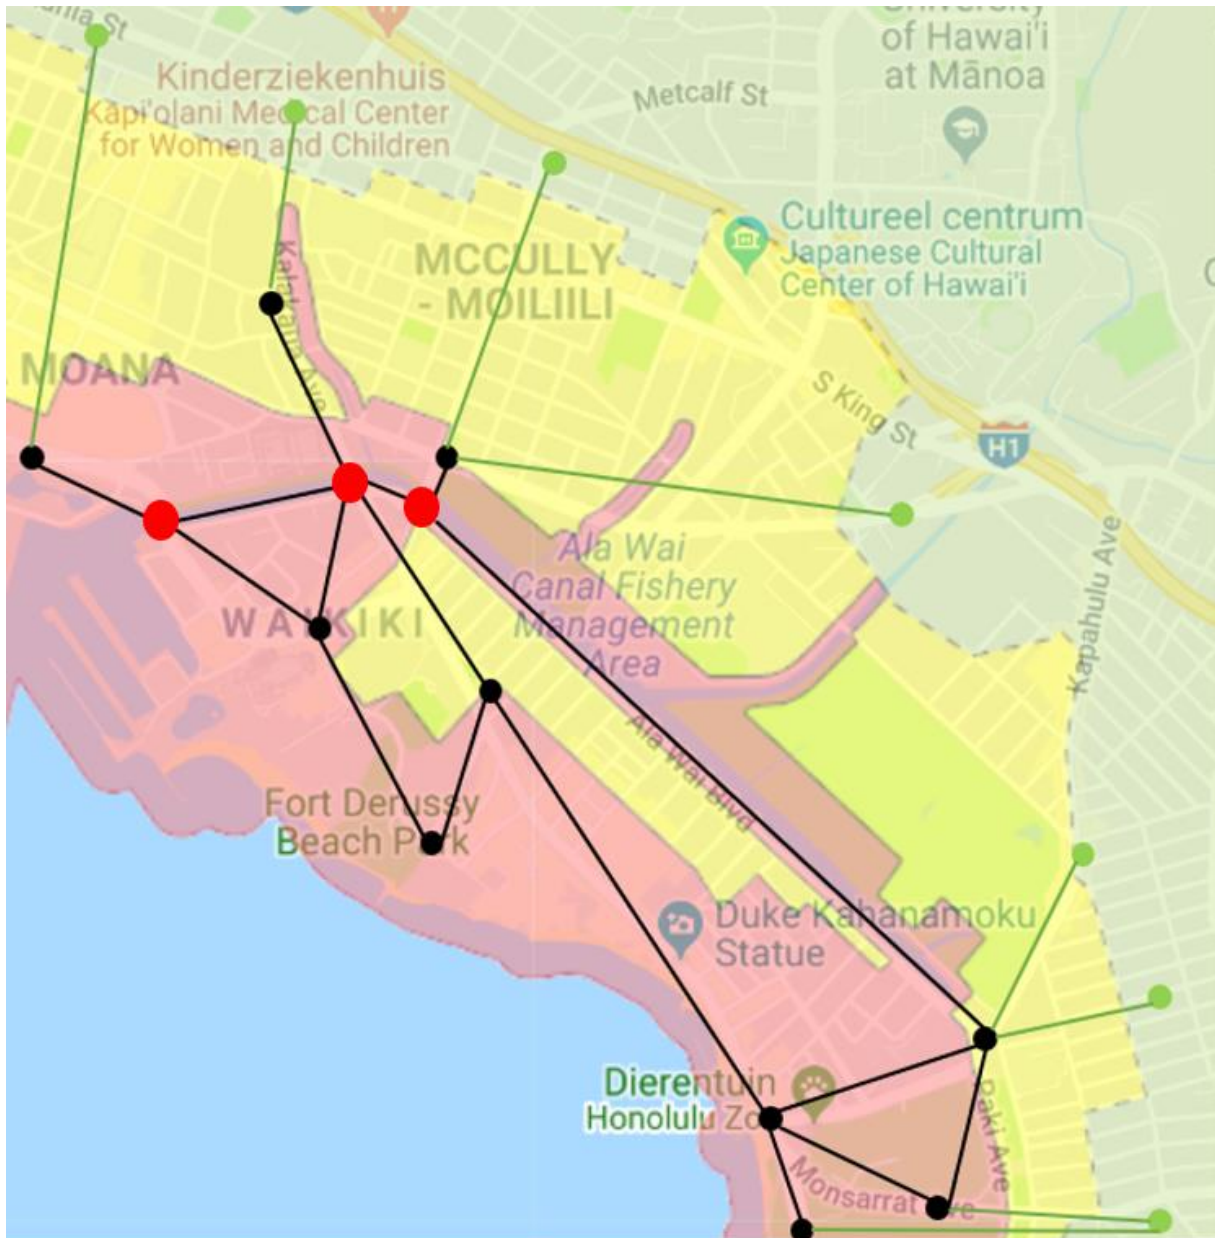 of Hawai'i
at Mānoa
Kinderziekenhuis
Kapi'olani Medical Center
for Women and Children
Metcalf St
Cultureel centrum
Japanese Cultural
Center of Hawai'i
MCCULLY
- MOILIILI
Kalakaua Ave
MOANA
S King St
H1
Kapahulu Ave
Ala Wai
Canal Fishery
Management
Area
WAIKIKI
Ala Wai Blvd
Fort Derussy
Beach Park
Duke Kahanamoku
Statue
Dierentuin
Honolulu Zoo
Paki Ave
Monsarrat Ave